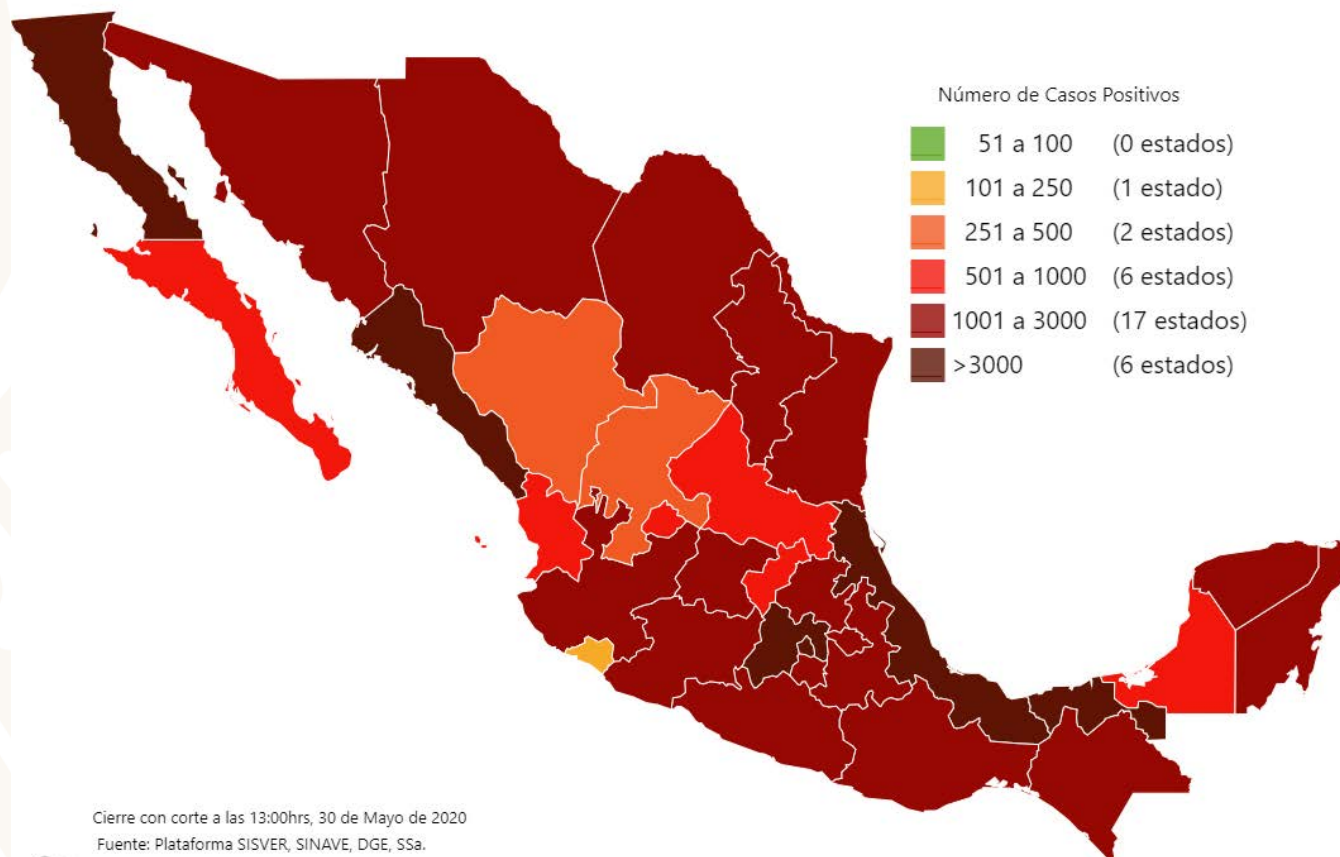 Número de Casos Positivos
51 a 100 (0 estados)
101 a 250 (1 estado)
251 a 500 (2 estados)
501 a 1000 (6 estados)
1001 a 3000 (17 estados)
>3000 (6 estados)
Cierre con corte a las 13:00hrs, 30 de Mayo de 2020
Fuente: Plataforma SISVER, SINAVE, DGE, SSa.